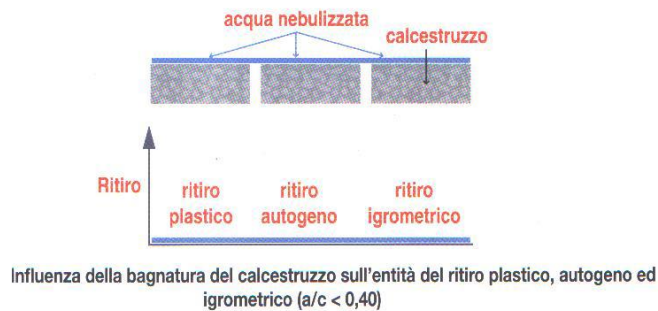 acqua nebulizzata
calcestruzzo
Ritiro
ritiro plastico
ritiro autogeno
ritiro igrometrico
Influenza della bagnatura del calcestruzzo sull'entità del ritiro plastico, autogeno ed
igrometrico (a/c < 0,40)